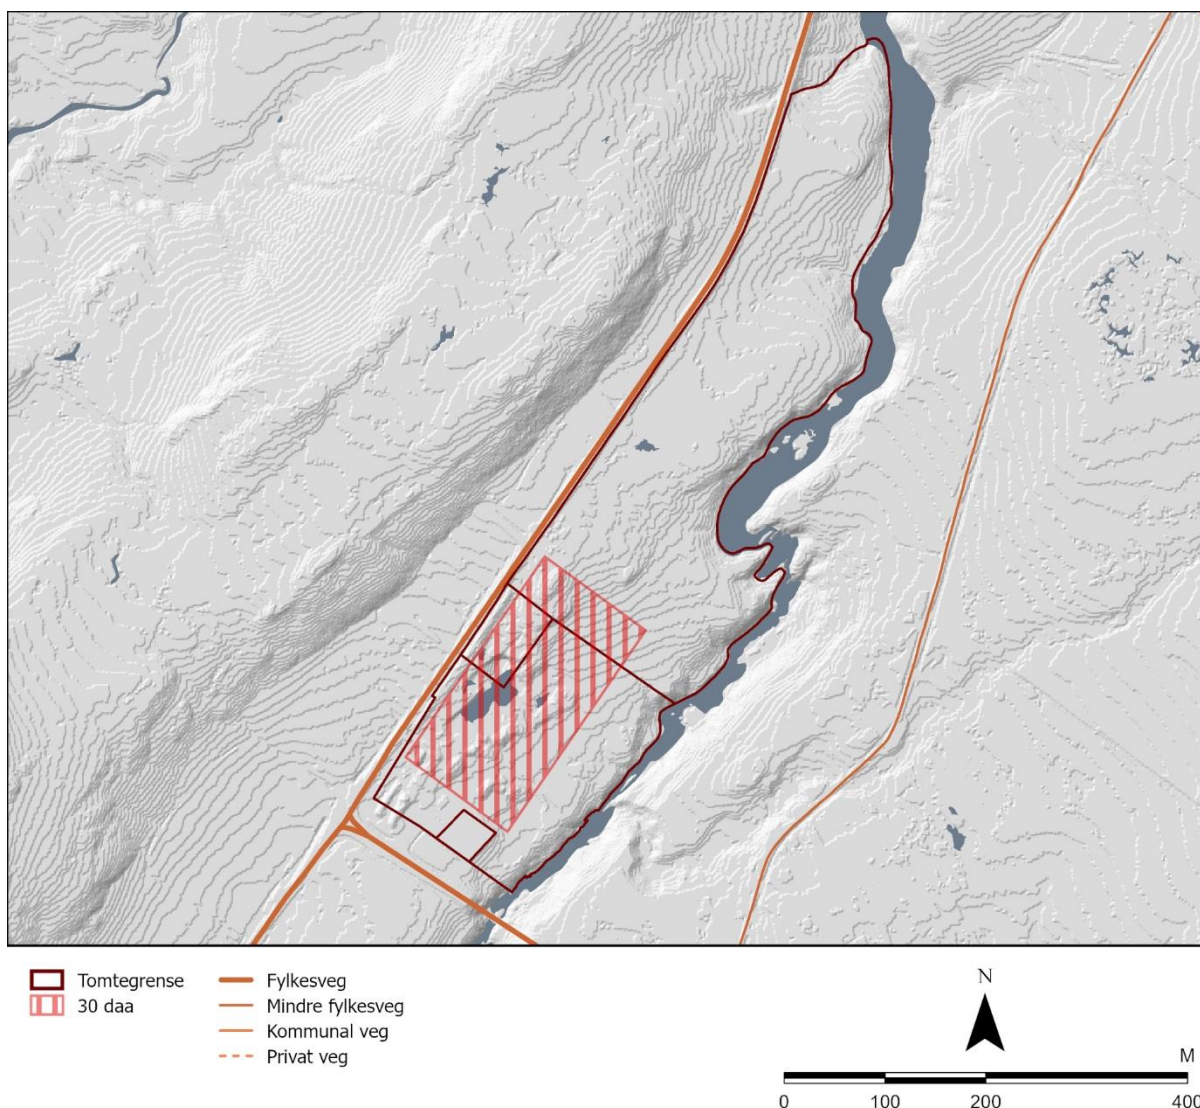 Tomtegrense
30 daa
Fylkesveg
Mindre fylkesveg
Kommunal veg
Privat veg
N
M
0 100 200 400